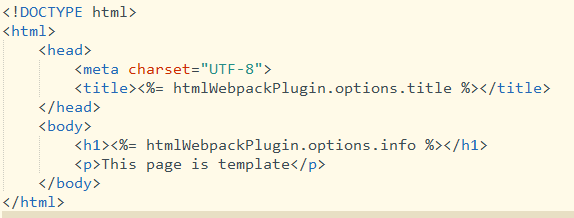 <!DOCTYPE html>
<html>
    <head>
        <meta charset="UTF-8">
        <title><%= htmlWebpackPlugin.options.title %></title>
    </head>
    <body>
        <h1><%= htmlWebpackPlugin.options.info %></h1>
        <p>This page is template</p>
    </body>
</html>